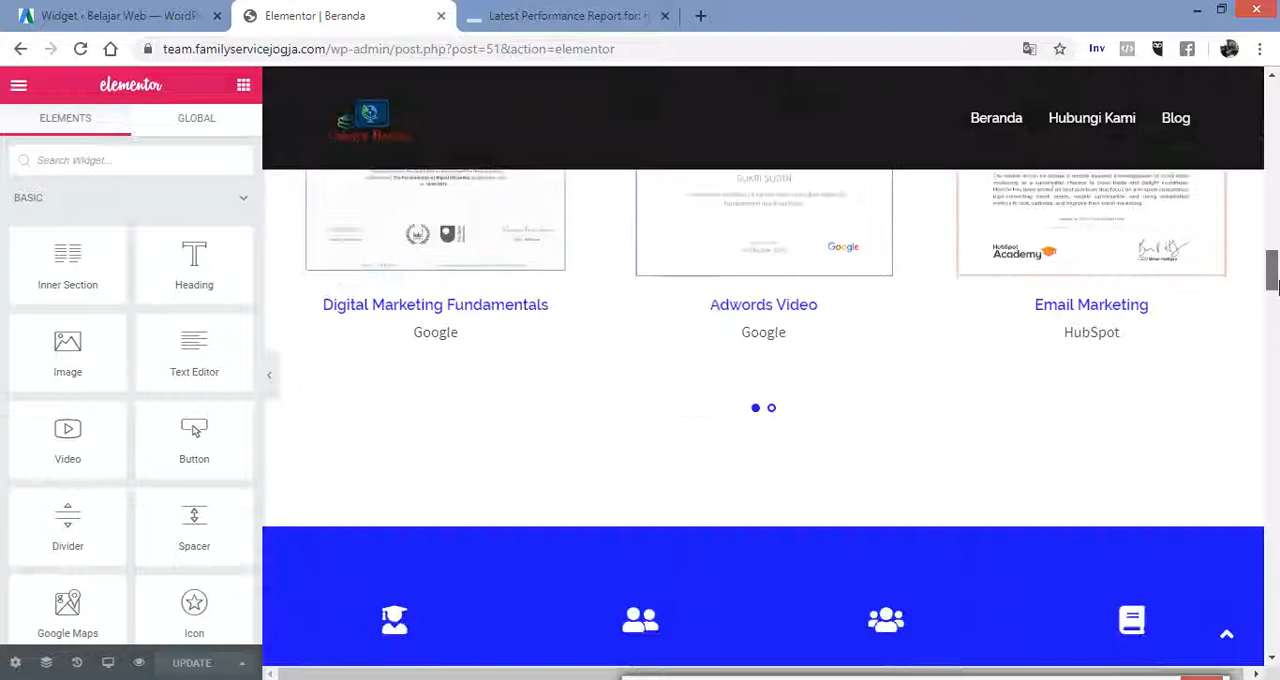 Widget ‹ Belajar Web — WordP
Elementor | Beranda
Latest Performance Report for: h
team.familyservicejogja.com/wp-admin/post.php?post=51&action=elementor
Inv
elementor
ELEMENTS
GLOBAL
Search Widget...
BASIC
Inner Section
Heading
Image
Text Editor
Video
Button
Divider
Spacer
Google Maps
Icon
UPDATE
Beranda
Hubungi Kami
Blog
Google
HubSpot
Academy
Digital Marketing Fundamentals
Adwords Video
Email Marketing
Google
Google
HubSpot